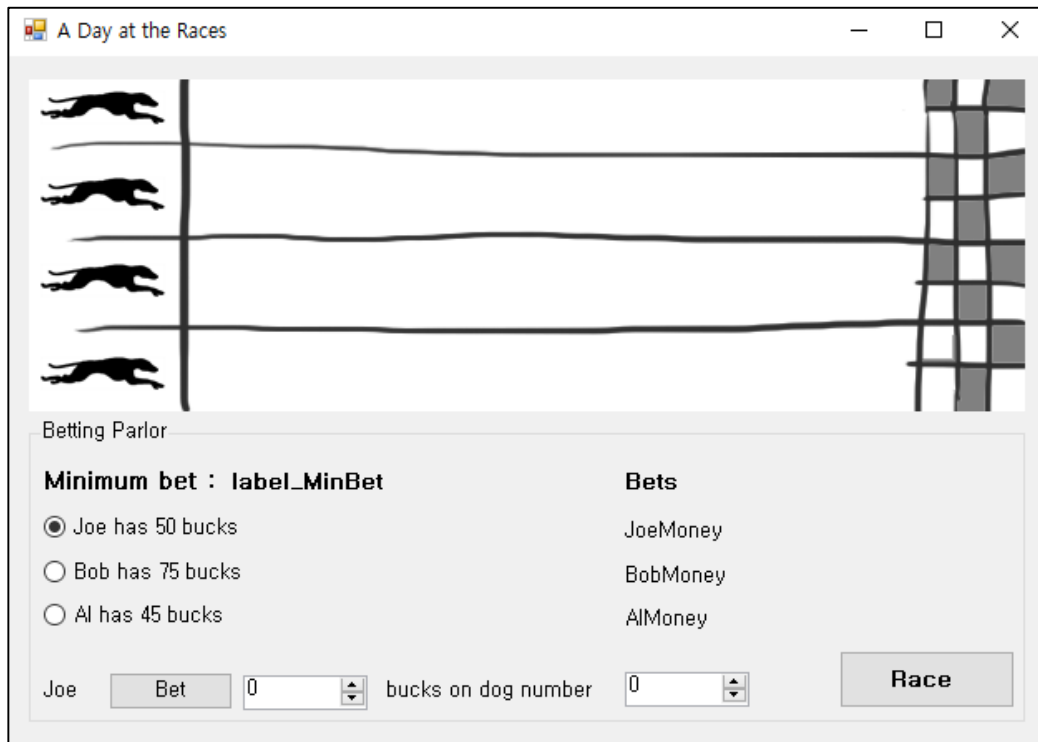 A Day at the Races
Betting Parlor
Minimum bet : label_MinBet
Bets
Joe has 50 bucks
JoeMoney
Bob has 75 bucks
BobMoney
Al has 45 bucks
AlMoney
Joe Bet 0 bucks on dog number 0 Race